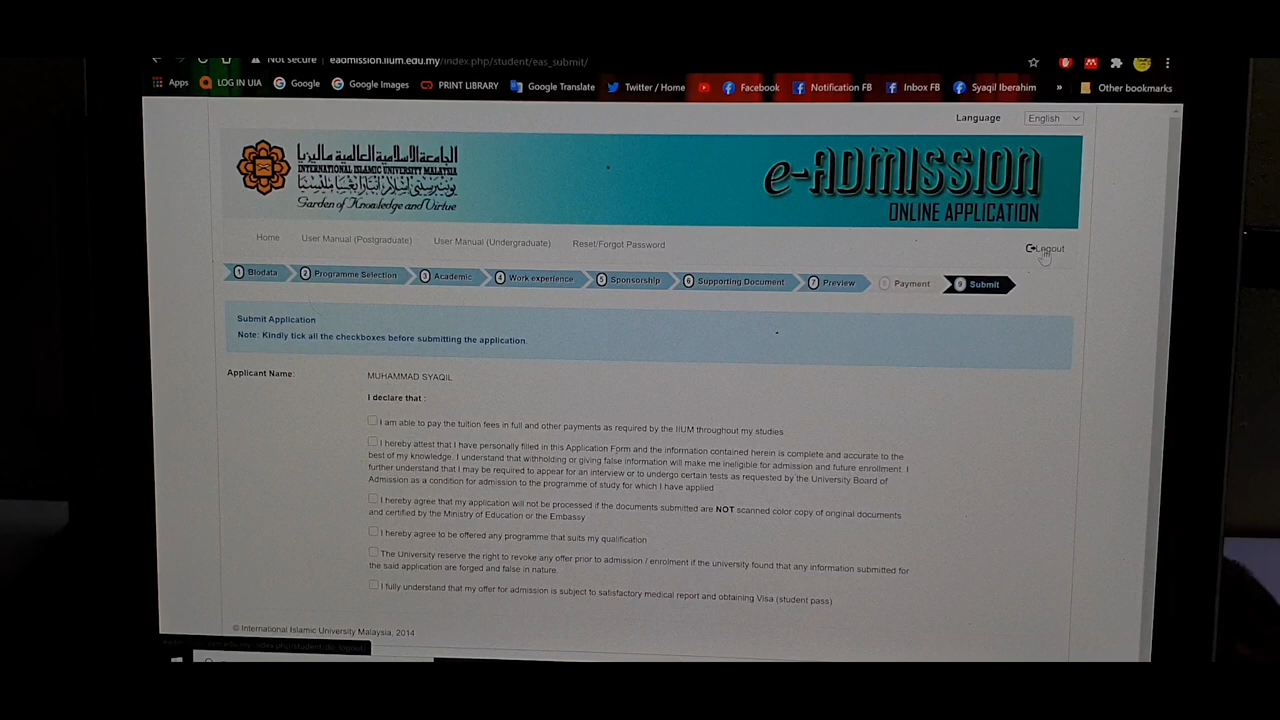 Not secure eadmission.iium.edu.my/index.php/student/eas_submit/
Apps LOG IN UIA Google Google Images PRINT LIBRARY Google Translate Twitter / Home Facebook Notification FB Inbox FB Syaqil Iberahim » Other bookmarks
Language English
الجامعة الإسلامية العالمية ماليزيا
INTERNATIONAL ISLAMIC UNIVERSITY MALAYSIA
يونيۏرسيتي اسلام انتارابڠسا مليسيا
Garden of Knowledge and Virtue
e-ADMISSION
ONLINE APPLICATION
Home User Manual (Postgraduate) User Manual (Undergraduate) Reset/Forgot Password Logout
1 Biodata 2 Programme Selection 3 Academic 4 Work experience 5 Sponsorship 6 Supporting Document 7 Preview 8 Payment 9 Submit
Submit Application
Note: Kindly tick all the checkboxes before submitting the application.
Applicant Name: MUHAMMAD SYAQIL
I declare that :
I am able to pay the tuition fees in full and other payments as required by the IIUM throughout my studies
I hereby attest that I have personally filled in this Application Form and the information contained herein is complete and accurate to the
best of my knowledge. I understand that withholding or giving false information will make me ineligible for admission and future enrollment. I
further understand that I may be required to appear for an interview or to undergo certain tests as requested by the University Board of
Admission as a condition for admission to the programme of study for which I have applied
I hereby agree that my application will not be processed if the documents submitted are NOT scanned color copy of original documents
and certified by the Ministry of Education or the Embassy
I hereby agree to be offered any programme that suits my qualification
The University reserve the right to revoke any offer prior to admission / enrolment if the university found that any information submitted for
the said application are forged and false in nature.
I fully understand that my offer for admission is subject to satisfactory medical report and obtaining Visa (student pass)
© International Islamic University Malaysia, 2014